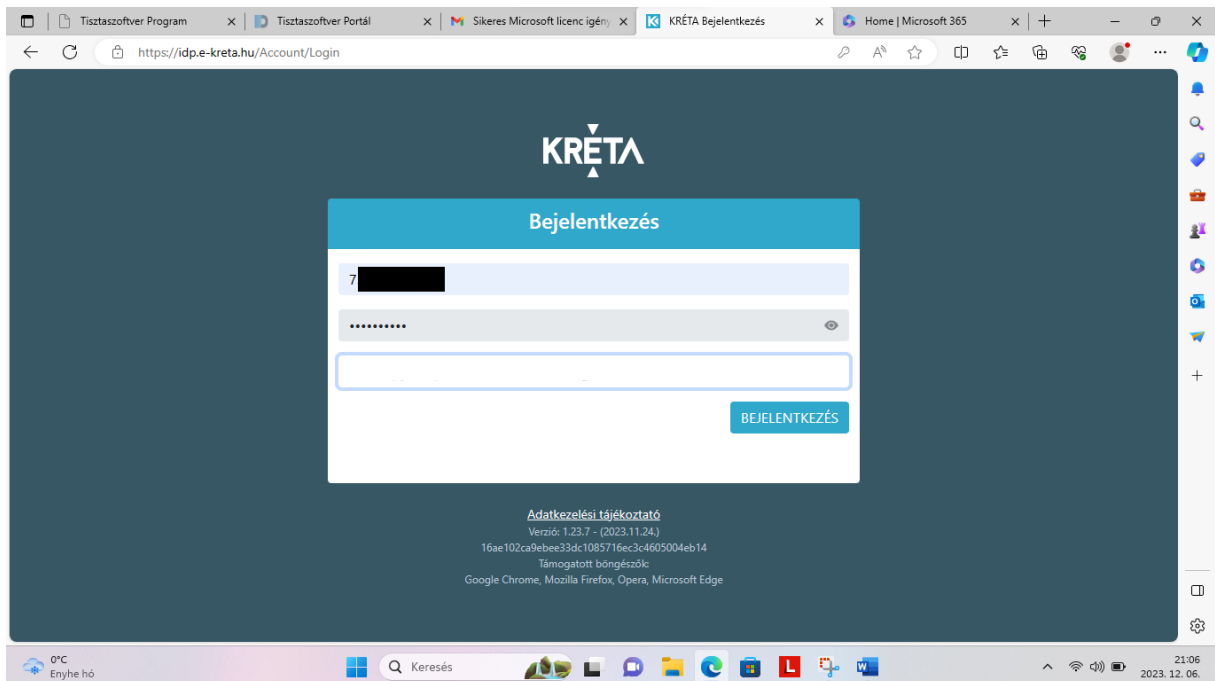 Tisztaszoftver Program
Tisztaszoftver Portál
Sikeres Microsoft licenc igény
KRÉTA Bejelentkezés
Home | Microsoft 365
https://idp.e-kreta.hu/Account/Login
KRÉTA
Bejelentkezés
7
••••••••••
BEJELENTKEZÉS
Adatkezelési tájékoztató
Verzió: 1.23.7 - (2023.11.24.)
16ae102ca9ebee33dc1085716ec3c4605004eb14
Támogatott böngészők:
Google Chrome, Mozilla Firefox, Opera, Microsoft Edge
0°C
Enyhe hó
Keresés
21:06
2023. 12. 06.